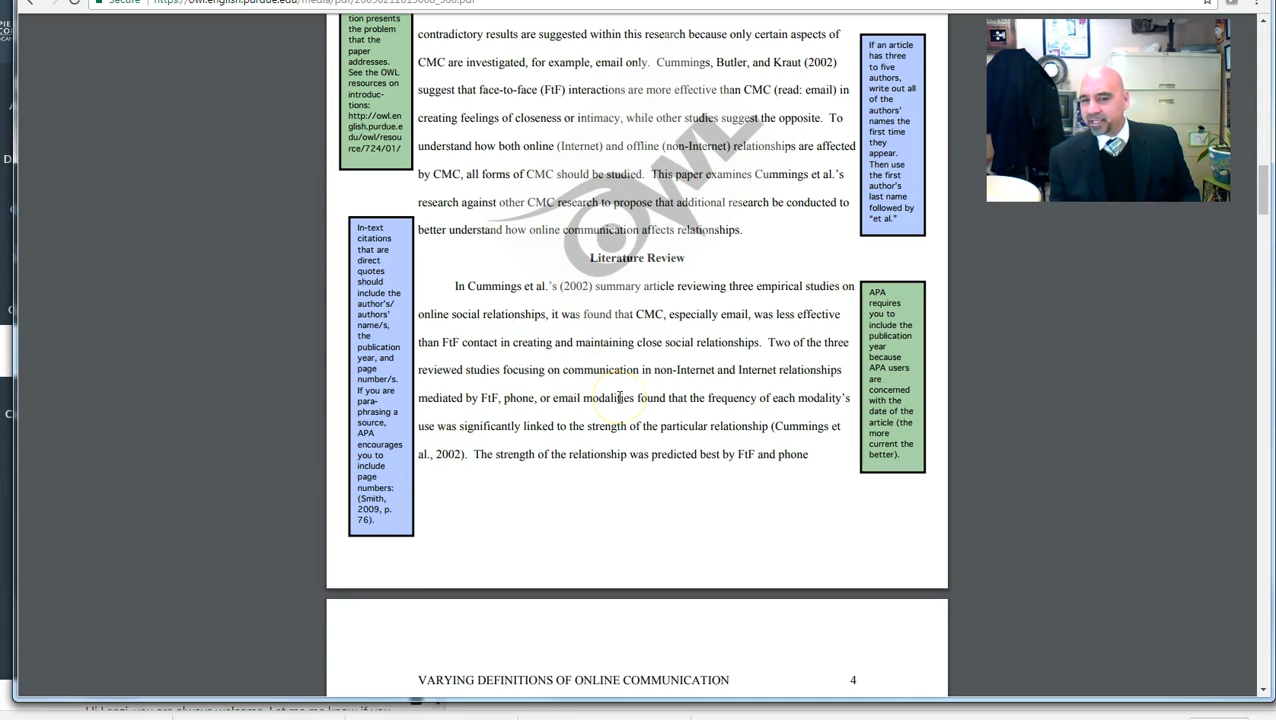 Secure
https://owl.english.purdue.edu/media/pdf/20090212013008_560.pdf
tion presents
the problem
that the
paper
addresses.
See the OWL
resources on
introduc-
tions:
http://owl.en
glish.purdue.e
du/owl/resou
rce/724/01/
contradictory results are suggested within this research because only certain aspects of
CMC are investigated, for example, email only.  Cummings, Butler, and Kraut (2002)
suggest that face-to-face (FtF) interactions are more effective than CMC (read: email) in
creating feelings of closeness or intimacy, while other studies suggest the opposite.  To
understand how both online (Internet) and offline (non-Internet) relationships are affected
by CMC, all forms of CMC should be studied.  This paper examines Cummings et al.’s
research against other CMC research to propose that additional research be conducted to
better understand how online communication affects relationships.
OWL
If an article
has three
to five
authors,
write out all
of the
authors’
names the
first time
they
appear.
Then use
the first
author’s
last name
followed by
“et al.”
In-text
citations
that are
direct
quotes
should
include the
author’s/
authors’
name/s,
the
publication
year, and
page
number/s.
If you are
para-
phrasing a
source,
APA
encourages
you to
include
page
numbers:
(Smith,
2009, p.
76).
Literature Review
In Cummings et al.’s (2002) summary article reviewing three empirical studies on
online social relationships, it was found that CMC, especially email, was less effective
than FtF contact in creating and maintaining close social relationships.  Two of the three
reviewed studies focusing on communication in non-Internet and Internet relationships
mediated by FtF, phone, or email modalities found that the frequency of each modality’s
use was significantly linked to the strength of the particular relationship (Cummings et
al., 2002).  The strength of the relationship was predicted best by FtF and phone
APA
requires
you to
include the
publication
year
because
APA users
are
concerned
with the
date of the
article (the
more
current the
better).
VARYING DEFINITIONS OF ONLINE COMMUNICATION
4